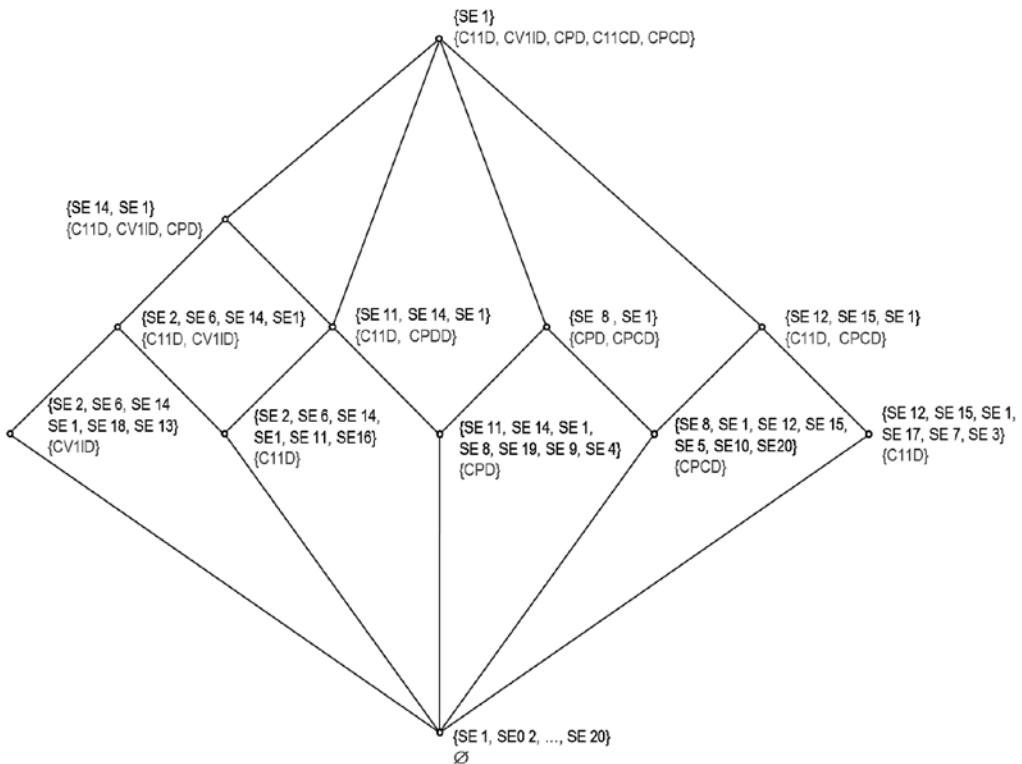 {SE 1}
{C11D, CV1ID, CPD, C11CD, CPCD}
{SE 14, SE 1}
{C11D, CV1ID, CPD}
{SE 2, SE 6, SE 14, SE1}
{C11D, CV1ID}
{SE 11, SE 14, SE 1}
{C11D, CPDD}
{SE 8 , SE 1}
{CPD, CPCD}
{SE 12, SE 15, SE 1}
{C11D, CPCD}
{SE 2, SE 6, SE 14
SE 1, SE 18, SE 13}
{CV1ID}
{SE 2, SE 6, SE 14,
SE1, SE 11, SE16}
{C11D}
{SE 11, SE 14, SE 1,
SE 8, SE 19, SE 9, SE 4}
{CPD}
{SE 8, SE 1, SE 12, SE 15,
SE 5, SE10, SE20}
{CPCD}
{SE 12, SE 15, SE 1,
SE 17, SE 7, SE 3}
{C11D}
{SE 1, SE0 2, ..., SE 20}
Ø